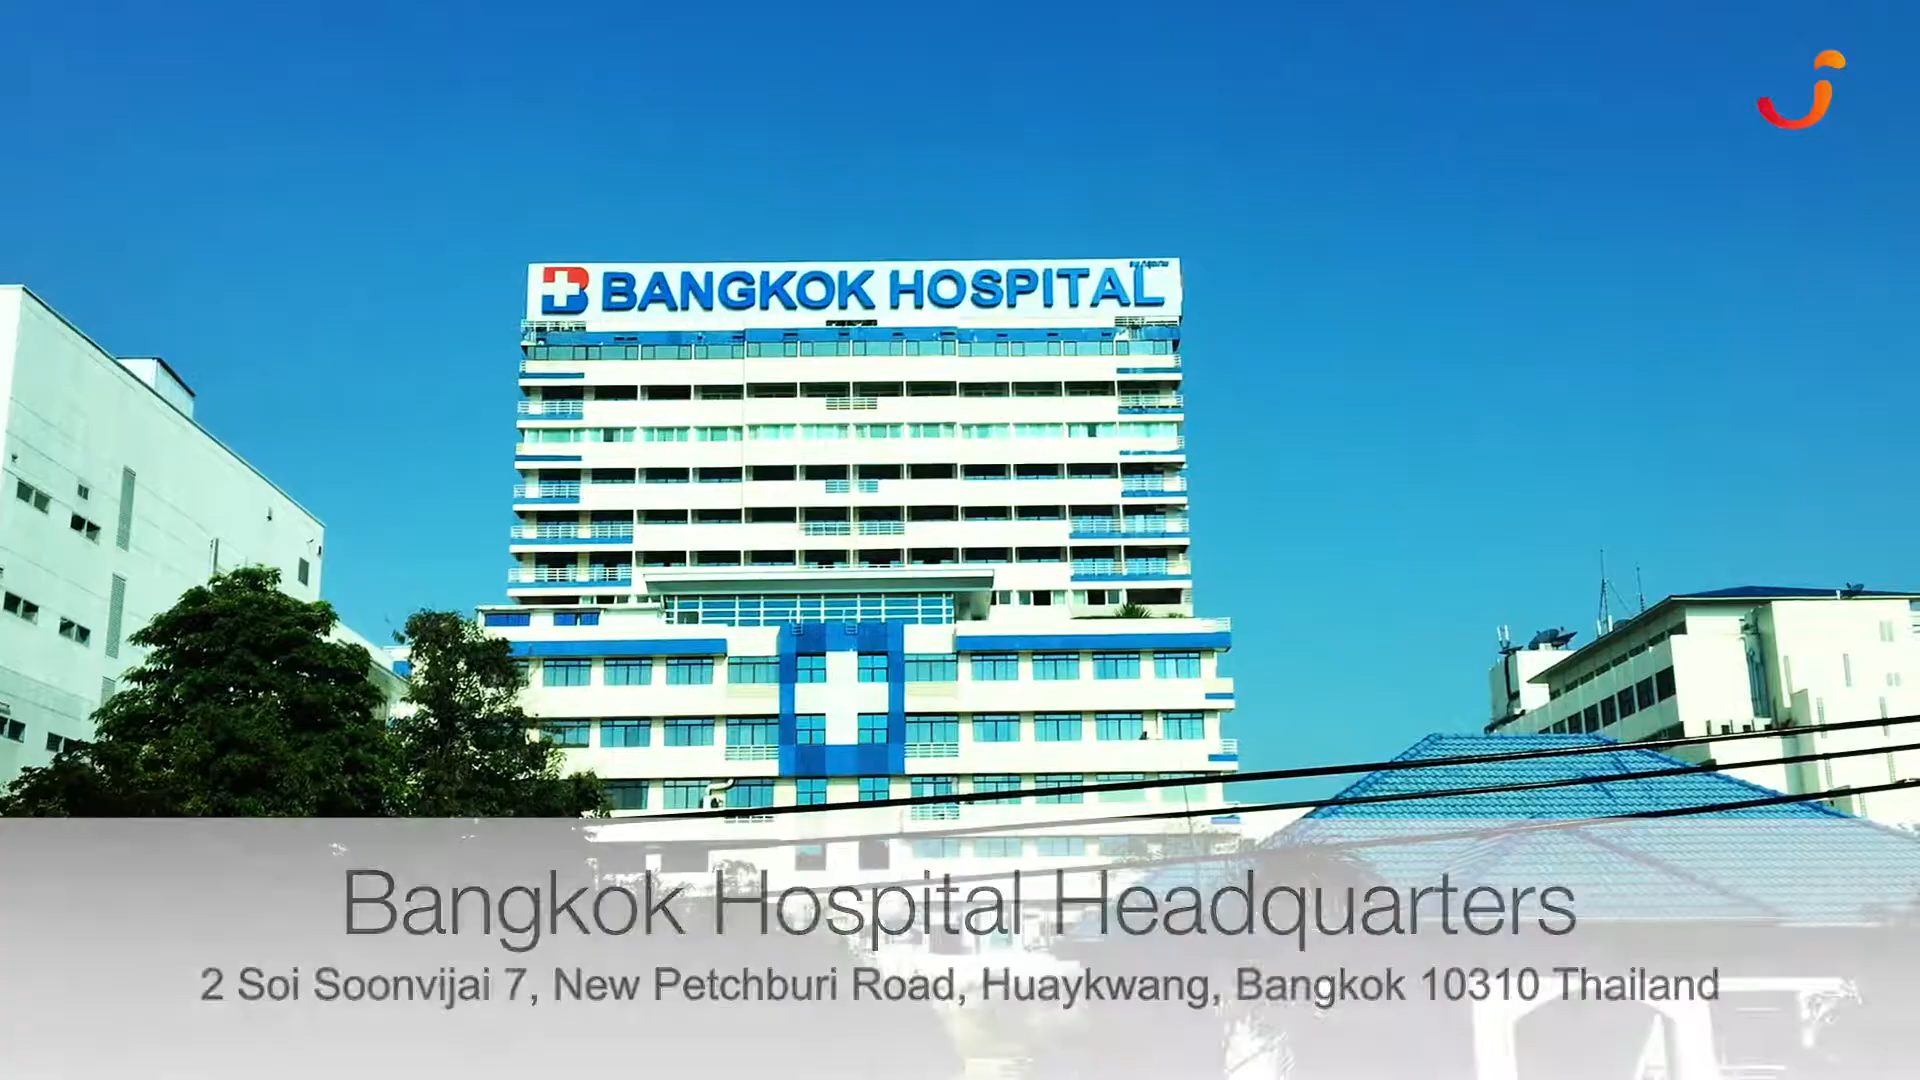 BANGKOK HOSPITAL
Bangkok Hospital Headquarters
2 Soi Soonvijai 7, New Petchburi Road, Huaykwang, Bangkok 10310 Thailand